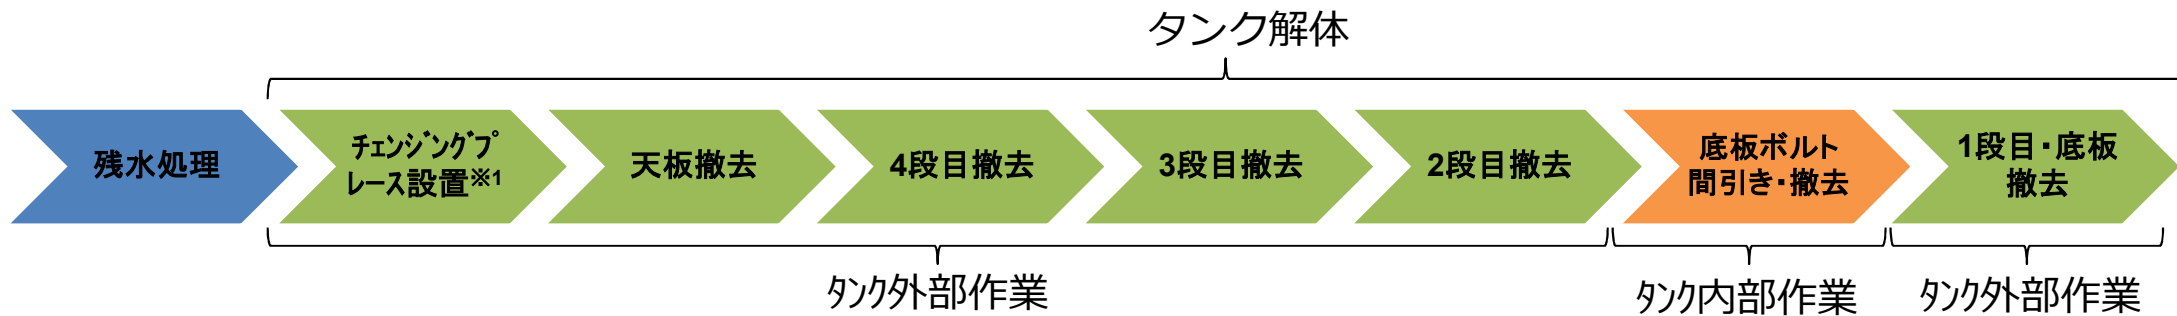 タンク解体
残水処理
ﾁｪﾝｼﾞﾝｸﾞﾌﾟ
ﾚｰｽ設置※1
天板撤去
4段目撤去
3段目撤去
2段目撤去
底板ボルト
間引き・撤去
1段目・底板
撤去
ﾀﾝｸ外部作業
ﾀﾝｸ内部作業
ﾀﾝｸ外部作業